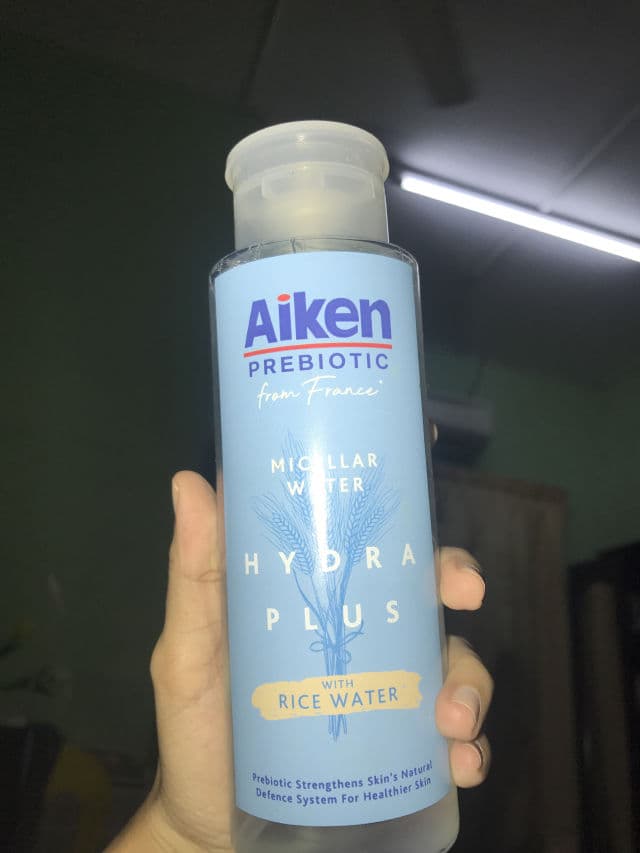 Aiken
PREBIOTIC
from France*
MICELLAR
WATER
HYDRA
PLUS
WITH
RICE WATER
Prebiotic Strengthens Skin's Natural
Defence System For Healthier Skin